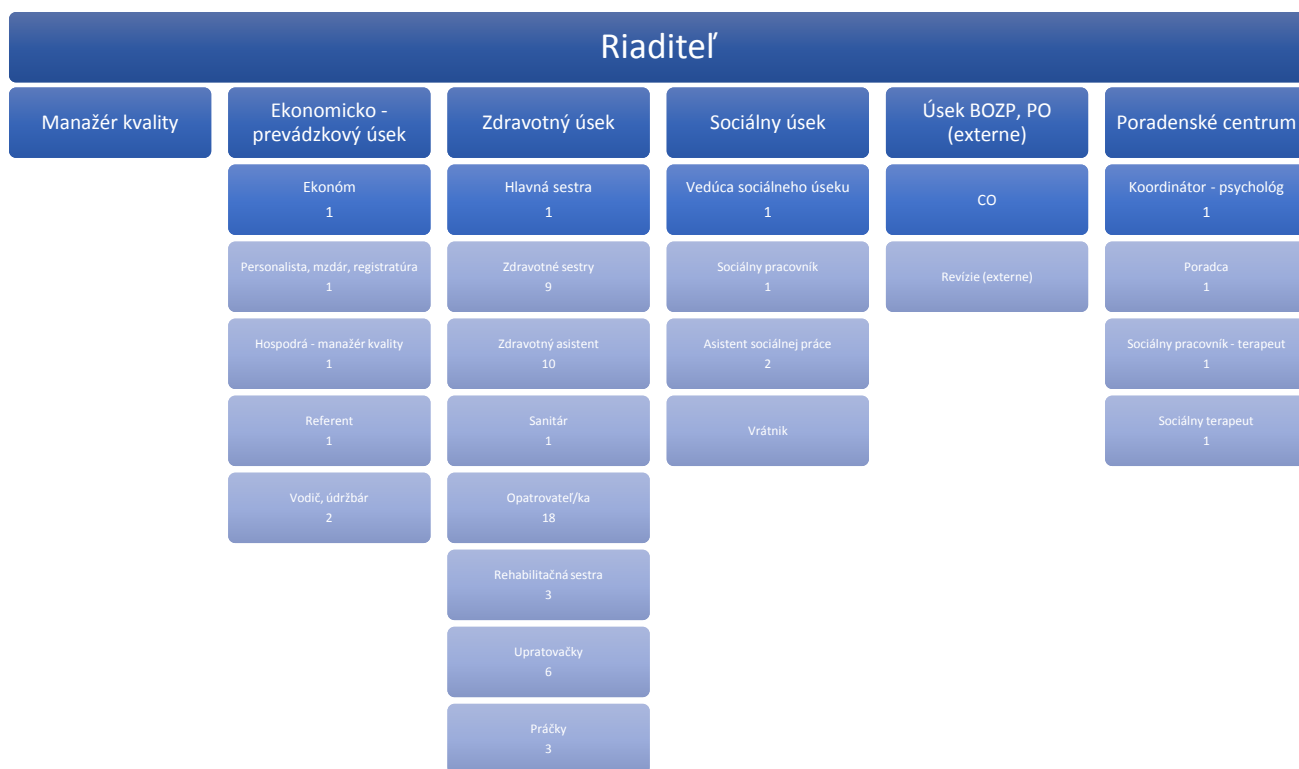 Riaditeľ
Manažér kvality
Ekonomicko -
prevádzkový úsek
Ekonóm
1
Personalista, mzdár, registratúra
1
Hospodrá - manažér kvality
1
Referent
1
Vodič, údržbár
2
Zdravotný úsek
Hlavná sestra
1
Zdravotné sestry
9
Zdravotný asistent
10
Sanitár
1
Opatrovateľ/ka
18
Rehabilitačná sestra
3
Upratovačky
6
Práčky
3
Sociálny úsek
Vedúca sociálneho úseku
1
Sociálny pracovník
1
Asistent sociálnej práce
2
Vrátnik
Úsek BOZP, PO
(externe)
CO
Revízie (externe)
Poradenské centrum
Koordinátor - psychológ
1
Poradca
1
Sociálny pracovník - terapeut
1
Sociálny terapeut
1